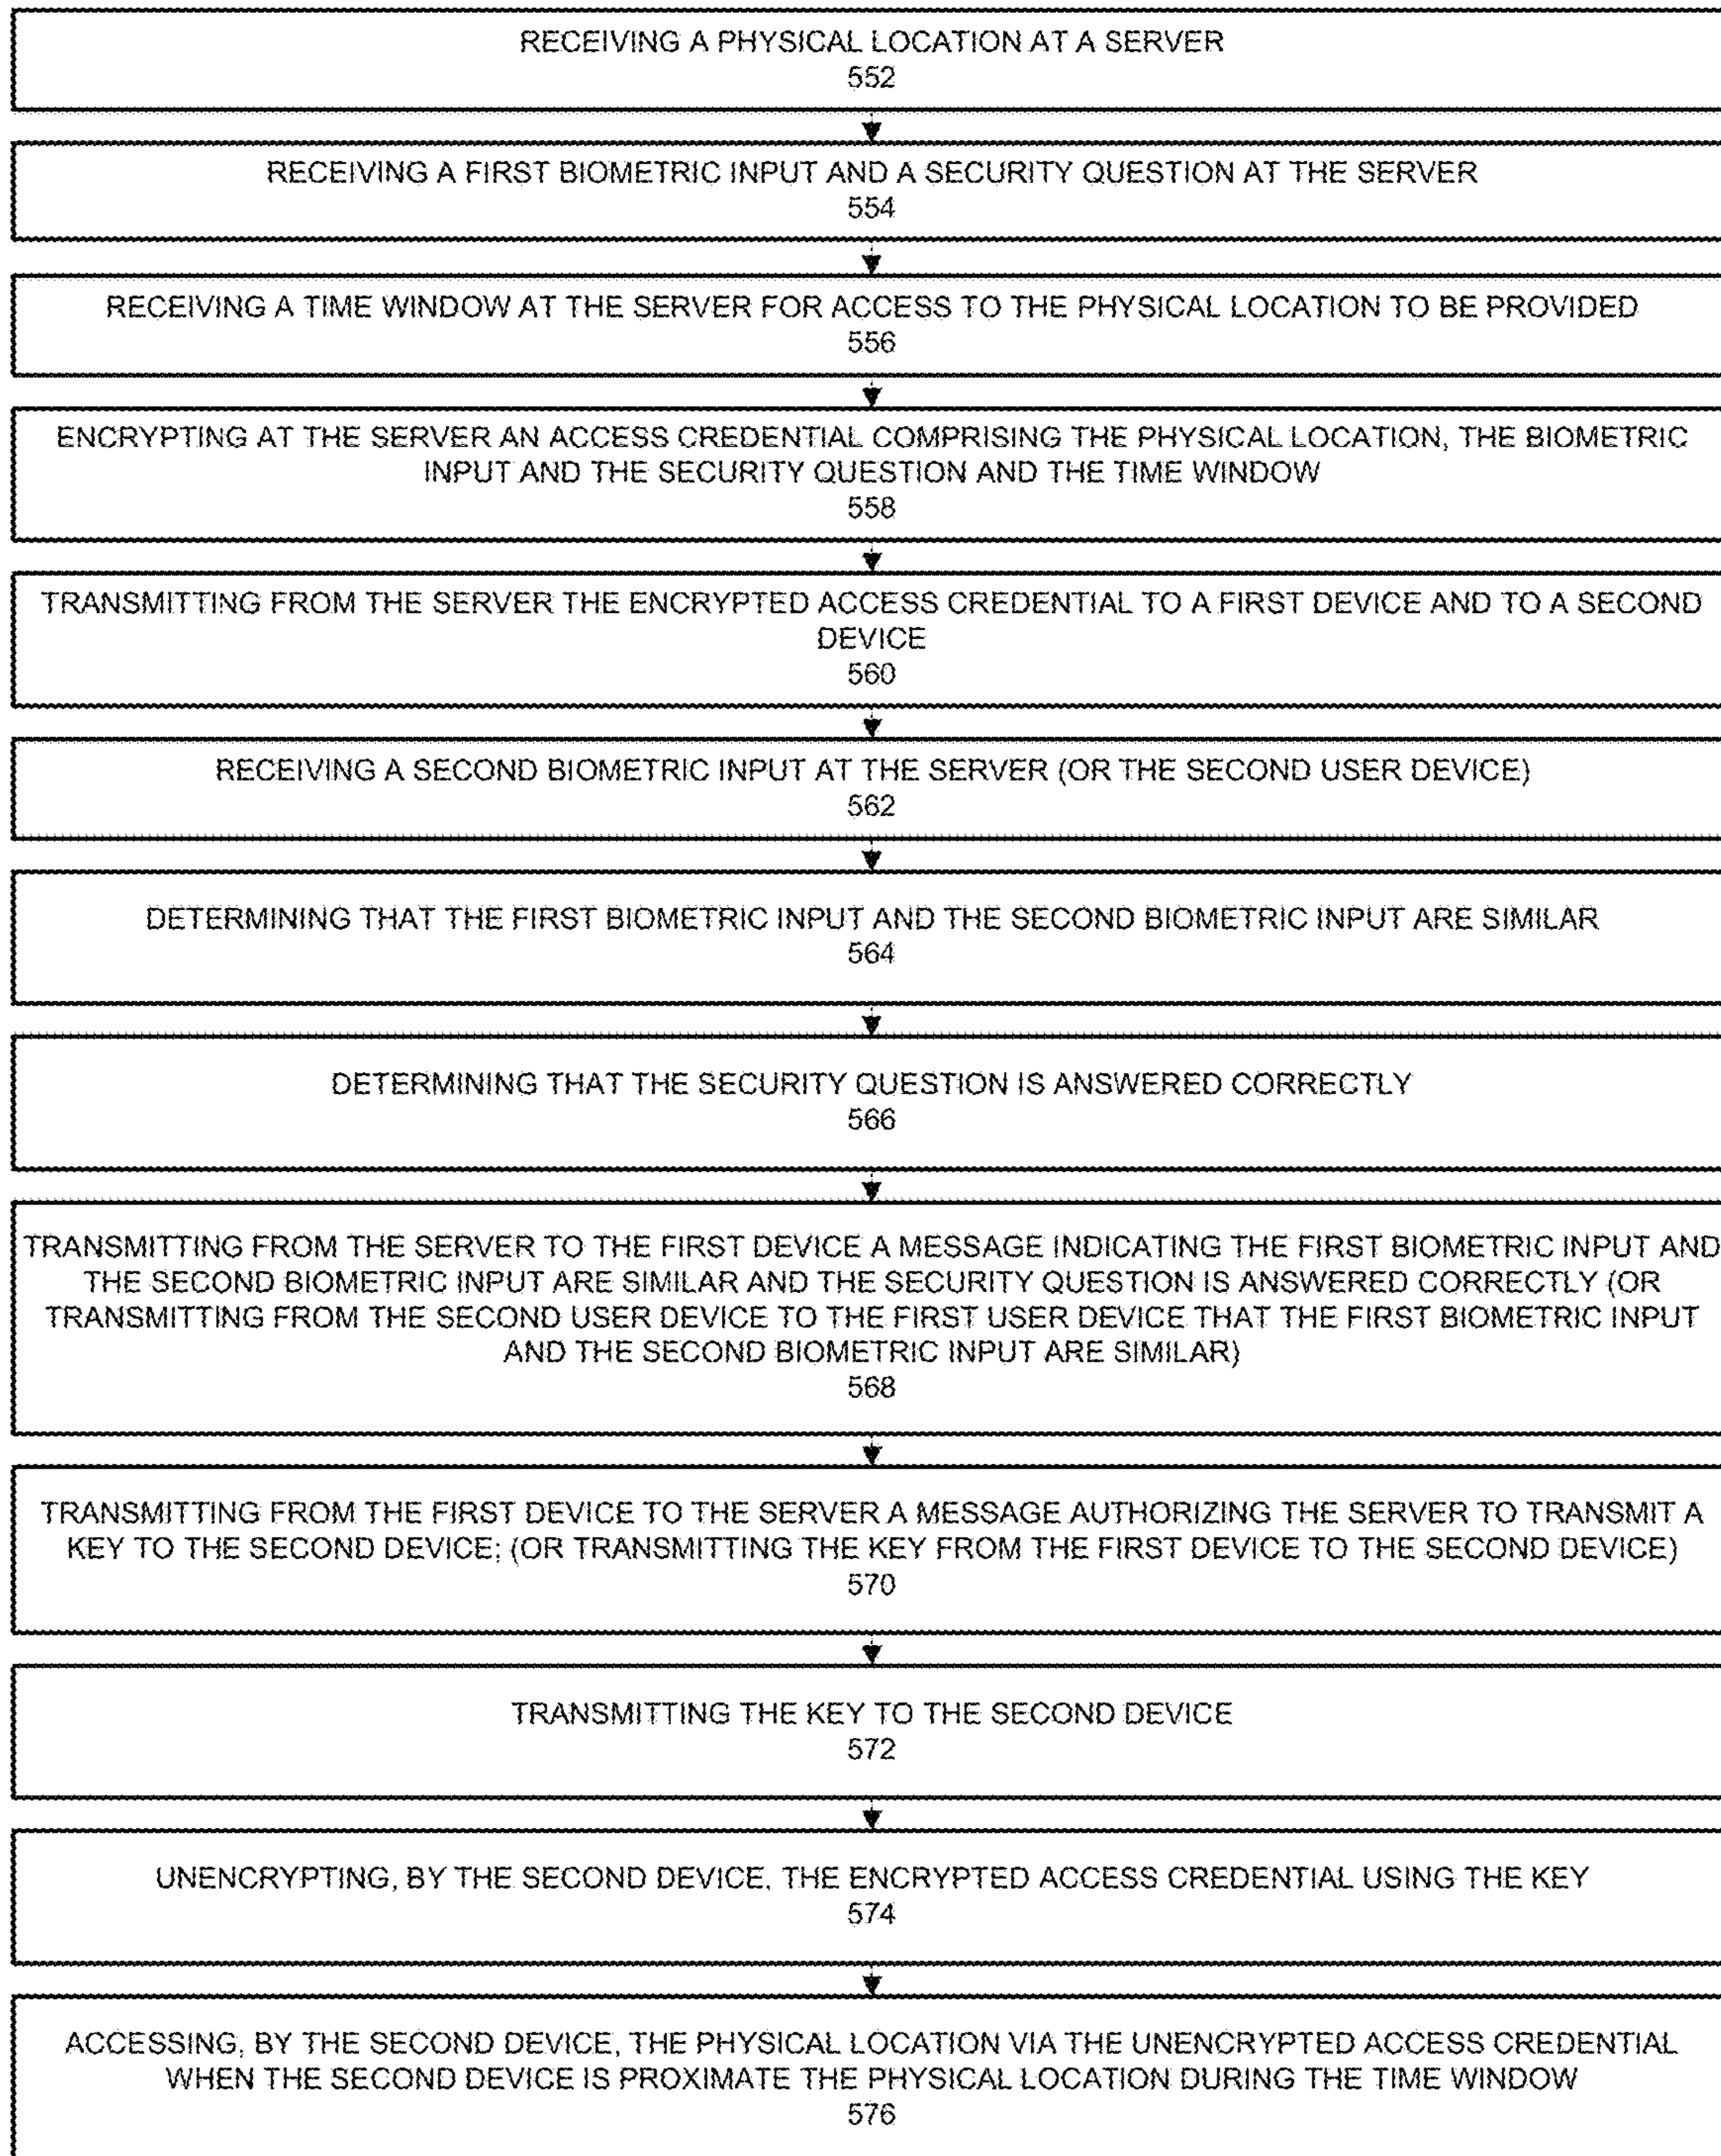 RECEIVING A PHYSICAL LOCATION AT A SERVER
552
RECEIVING A FIRST BIOMETRIC INPUT AND A SECURITY QUESTION AT THE SERVER
554
RECEIVING A TIME WINDOW AT THE SERVER FOR ACCESS TO THE PHYSICAL LOCATION TO BE PROVIDED
556
ENCRYPTING AT THE SERVER AN ACCESS CREDENTIAL COMPRISING THE PHYSICAL LOCATION, THE BIOMETRIC
INPUT AND THE SECURITY QUESTION AND THE TIME WINDOW
558
TRANSMITTING FROM THE SERVER THE ENCRYPTED ACCESS CREDENTIAL TO A FIRST DEVICE AND TO A SECOND
DEVICE
560
RECEIVING A SECOND BIOMETRIC INPUT AT THE SERVER (OR THE SECOND USER DEVICE)
562
DETERMINING THAT THE FIRST BIOMETRIC INPUT AND THE SECOND BIOMETRIC INPUT ARE SIMILAR
564
DETERMINING THAT THE SECURITY QUESTION IS ANSWERED CORRECTLY
566
TRANSMITTING FROM THE SERVER TO THE FIRST DEVICE A MESSAGE INDICATING THE FIRST BIOMETRIC INPUT AND
THE SECOND BIOMETRIC INPUT ARE SIMILAR AND THE SECURITY QUESTION IS ANSWERED CORRECTLY (OR
TRANSMITTING FROM THE SECOND USER DEVICE TO THE FIRST USER DEVICE THAT THE FIRST BIOMETRIC INPUT
AND THE SECOND BIOMETRIC INPUT ARE SIMILAR)
568
TRANSMITTING FROM THE FIRST DEVICE TO THE SERVER A MESSAGE AUTHORIZING THE SERVER TO TRANSMIT A
KEY TO THE SECOND DEVICE; (OR TRANSMITTING THE KEY FROM THE FIRST DEVICE TO THE SECOND DEVICE)
570
TRANSMITTING THE KEY TO THE SECOND DEVICE
572
UNENCRYPTING, BY THE SECOND DEVICE, THE ENCRYPTED ACCESS CREDENTIAL USING THE KEY
574
ACCESSING, BY THE SECOND DEVICE, THE PHYSICAL LOCATION VIA THE UNENCRYPTED ACCESS CREDENTIAL
WHEN THE SECOND DEVICE IS PROXIMATE THE PHYSICAL LOCATION DURING THE TIME WINDOW
576